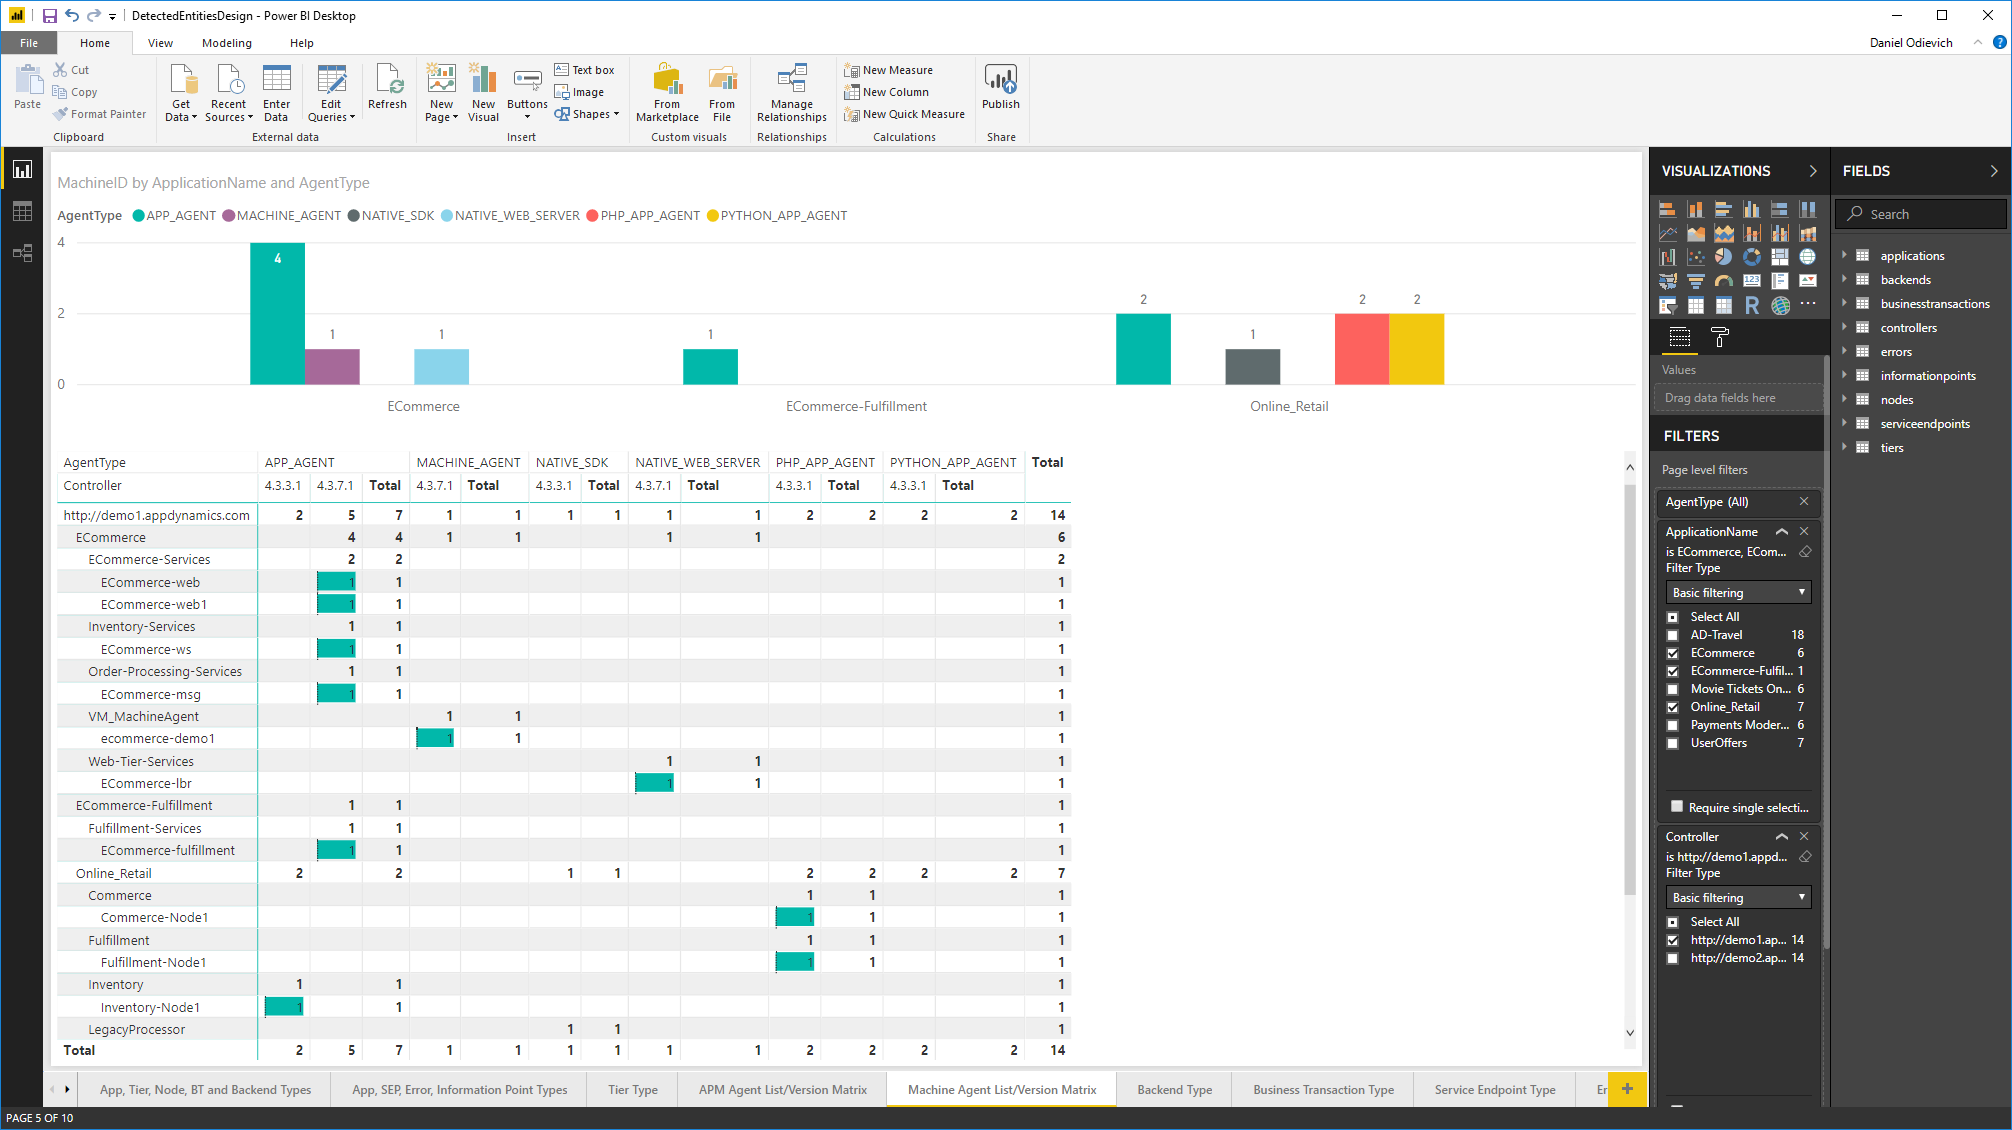 DetectedEntitiesDesign - Power BI Desktop
File Home View Modeling Help
Daniel Odievich
Paste
Cut
Copy
Format Painter
Clipboard
Get Data
Recent Sources
Enter Data
Edit Queries
Refresh
External data
New Page
New Visual
Buttons
Text box
Image
Shapes
Insert
From Marketplace
From File
Custom visuals
Manage Relationships
Relationships
New Measure
New Column
New Quick Measure
Calculations
Publish
Share
MachineID by ApplicationName and AgentType
AgentType APP_AGENT MACHINE_AGENT NATIVE_SDK NATIVE_WEB_SERVER PHP_APP_AGENT PYTHON_APP_AGENT
4
2
0
4 1 1 1 2 1 2 2
ECommerce ECommerce-Fulfillment Online_Retail
AgentType APP_AGENT MACHINE_AGENT NATIVE_SDK NATIVE_WEB_SERVER PHP_APP_AGENT PYTHON_APP_AGENT Total
Controller 4.3.3.1 4.3.7.1 Total 4.3.7.1 Total 4.3.3.1 Total 4.3.7.1 Total 4.3.3.1 Total 4.3.3.1 Total
http://demo1.appdynamics.com 2 5 7 1 1 1 1 1 1 2 2 2 2 14
ECommerce 4 4 1 1 1 1 6
ECommerce-Services 2 2 2
ECommerce-web 1 1 1
ECommerce-web1 1 1 1
Inventory-Services 1 1 1
ECommerce-ws 1 1 1
Order-Processing-Services 1 1 1
ECommerce-msg 1 1 1
VM_MachineAgent 1 1 1
ecommerce-demo1 1 1 1
Web-Tier-Services 1 1 1
ECommerce-lbr 1 1 1
ECommerce-Fulfillment 1 1 1
Fulfillment-Services 1 1 1
ECommerce-fulfillment 1 1 1
Online_Retail 2 2 1 1 2 2 2 2 7
Commerce 1 1 1
Commerce-Node1 1 1 1
Fulfillment 1 1 1
Fulfillment-Node1 1 1 1
Inventory 1 1 1
Inventory-Node1 1 1 1
LegacyProcessor 1 1 1
Total 2 5 7 1 1 1 1 1 1 2 2 2 2 14
VISUALIZATIONS
Values
Drag data fields here
FILTERS
Page level filters
AgentType (All)
ApplicationName
is ECommerce, ECom...
Filter Type
Basic filtering
Select All
AD-Travel 18
ECommerce 6
ECommerce-Fulfil... 1
Movie Tickets On... 6
Online_Retail 7
Payments Moder... 6
UserOffers 7
Require single selecti...
Controller
is http://demo1.appd...
Filter Type
Basic filtering
Select All
http://demo1.ap... 14
http://demo2.ap... 14
FIELDS
Search
applications
backends
businesstransactions
controllers
errors
informationpoints
nodes
serviceendpoints
tiers
App, Tier, Node, BT and Backend Types App, SEP, Error, Information Point Types Tier Type APM Agent List/Version Matrix Machine Agent List/Version Matrix Backend Type Business Transaction Type Service Endpoint Type Er +
PAGE 5 OF 10